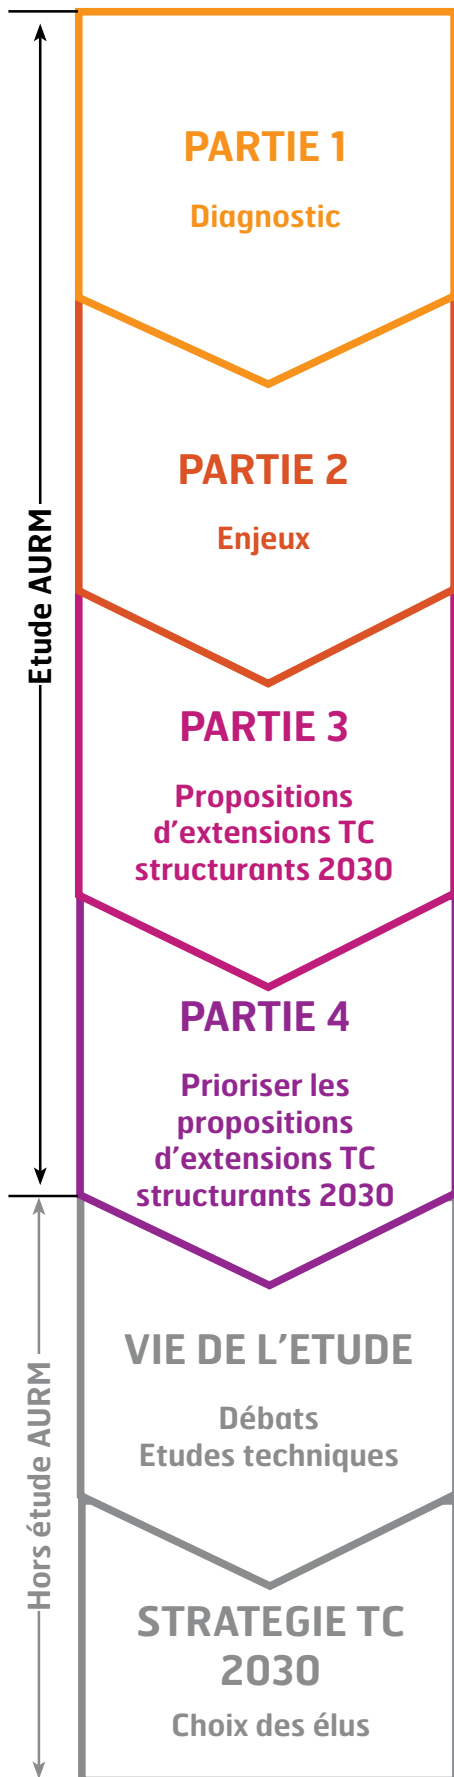 PARTIE 1
Diagnostic
PARTIE 2
Enjeux
Etude AURM
PARTIE 3
Propositions
d'extensions TC
structurants 2030
PARTIE 4
Prioriser les
propositions
d'extensions TC
structurants 2030
VIE DE L'ETUDE
Débats
Etudes techniques
Hors étude AURM
STRATEGIE TC
2030
Choix des élus